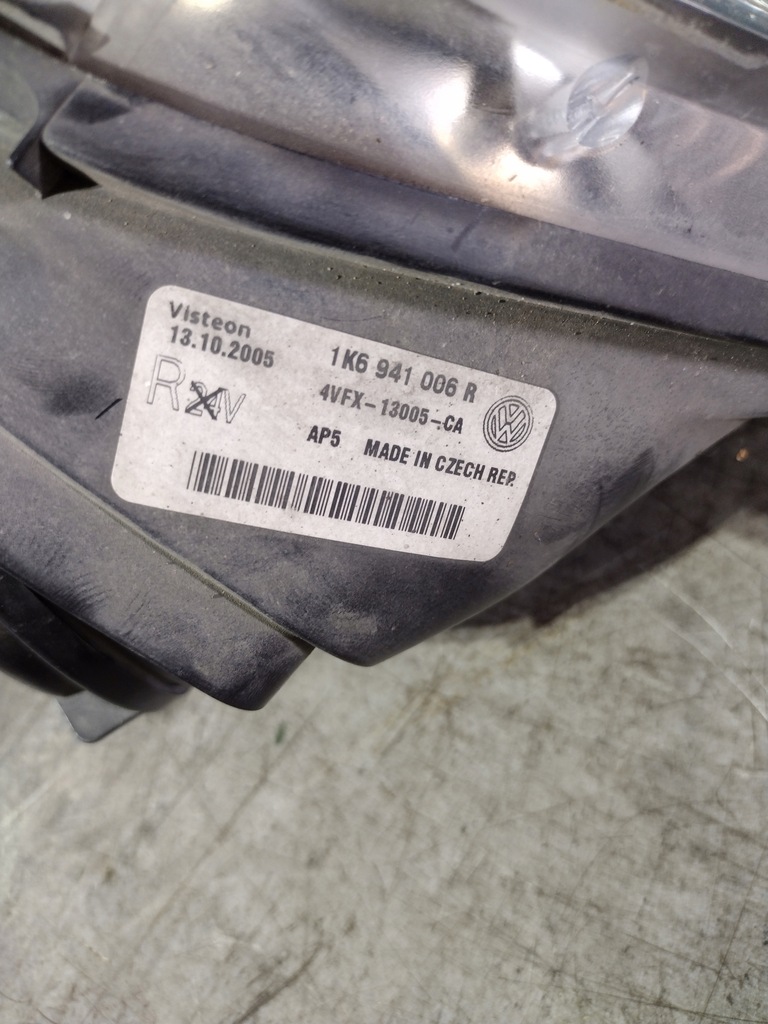 Visteon
13.10.2005
1K6 941 006 R
R 24V
4VFX-13005-CA
AP5 MADE IN CZECH REP.